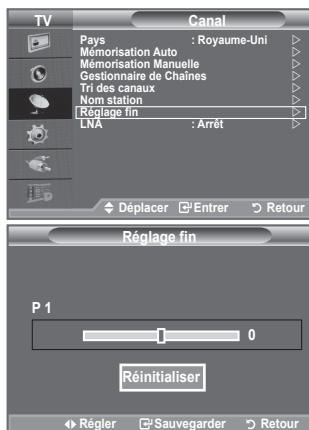 TV Canal
Pays : Royaume-Uni
Mémorisation Auto
Mémorisation Manuelle
Gestionnaire de Chaînes
Tri des canaux
Nom station
Réglage fin
LNA : Arrêt
Déplacer Entrer Retour
Réglage fin
P 1
0
Réinitialiser
Régler Sauvegarder Retour